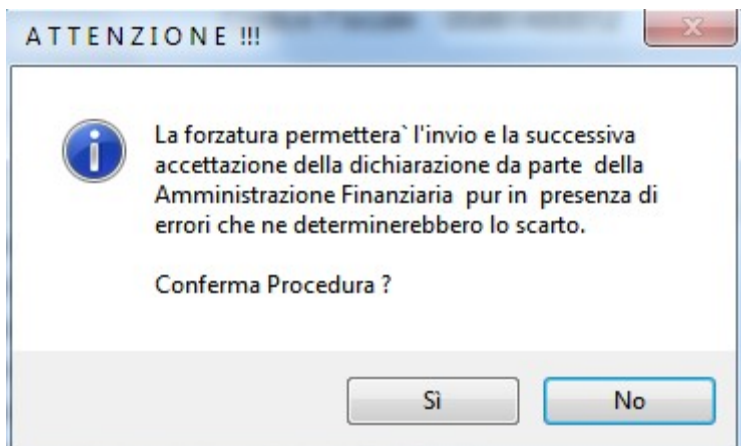 A T T E N Z I O N E !!!
La forzatura permettera` l'invio e la successiva
accettazione della dichiarazione da parte  della
Amministrazione Finanziaria  pur in  presenza di
errori che ne determinerebbero lo scarto.
Conferma Procedura ?
Sì
No